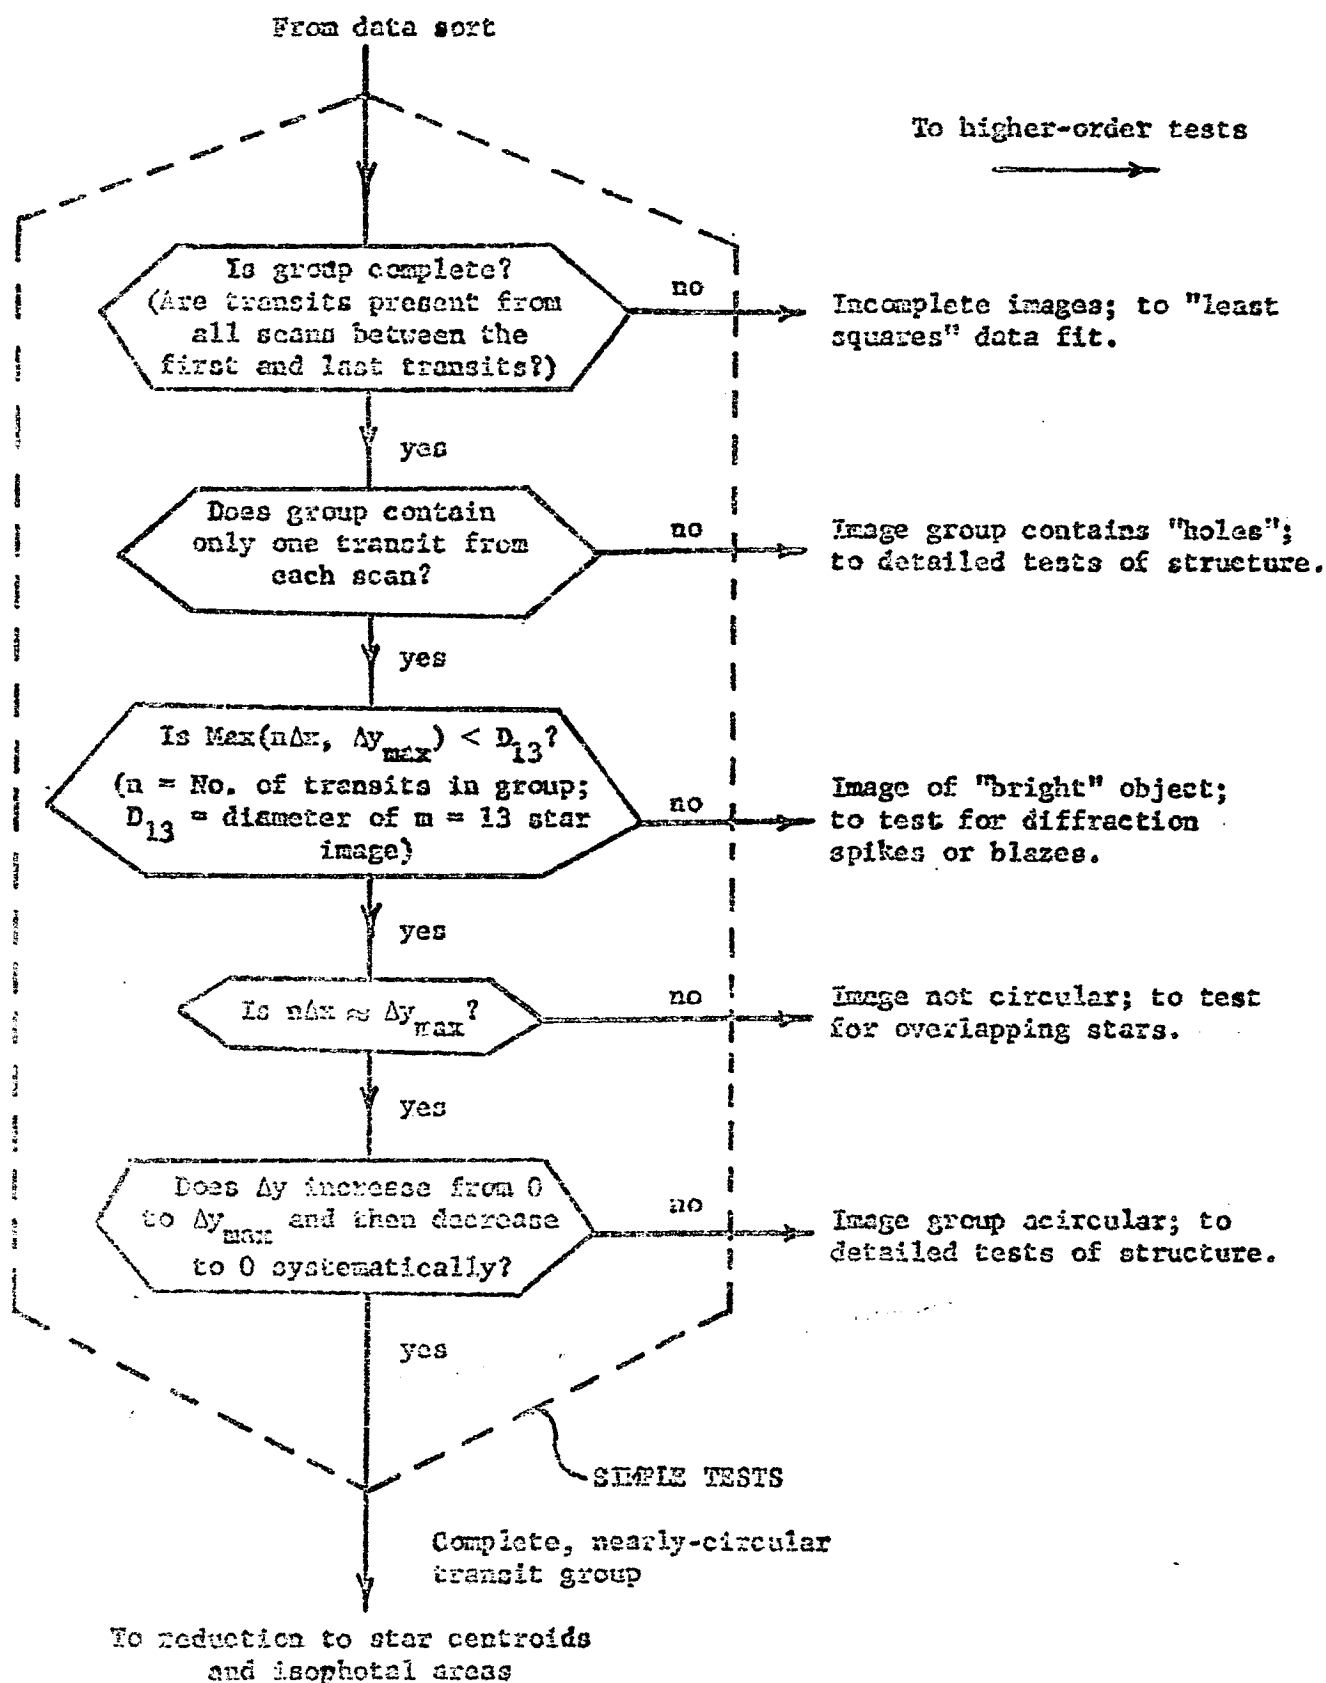 From data sort
To higher-order tests
Is group complete?
(Are transits present from
all scans between the
first and last transits?)
no
Incomplete images; to "least
squares" data fit.
yes
Does group contain
only one transit from
each scan?
no
Image group contains "holes";
to detailed tests of structure.
yes
Is Max(nΔx, Δy_max) < D_13?
(n = No. of transits in group;
D_13 = diameter of m = 13 star
image)
no
Image of "bright" object;
to test for diffraction
spikes or blazes.
yes
Is nΔx ≈ Δy_max?
no
Image not circular; to test
for overlapping stars.
yes
Does Δy increase from 0
to Δy_max and then decrease
to 0 systematically?
no
Image group acircular; to
detailed tests of structure.
yes
SIMPLE TESTS
Complete, nearly-circular
transit group
To reduction to star centroids
and isophotal areas